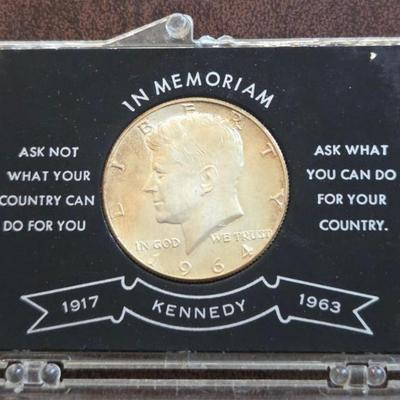 IN MEMORIAM
ASK NOT
WHAT YOUR
COUNTRY CAN
DO FOR YOU
LIBERTY
IN GOD WE TRUST
1964
ASK WHAT
YOU CAN DO
FOR YOUR
COUNTRY.
1917 KENNEDY 1963